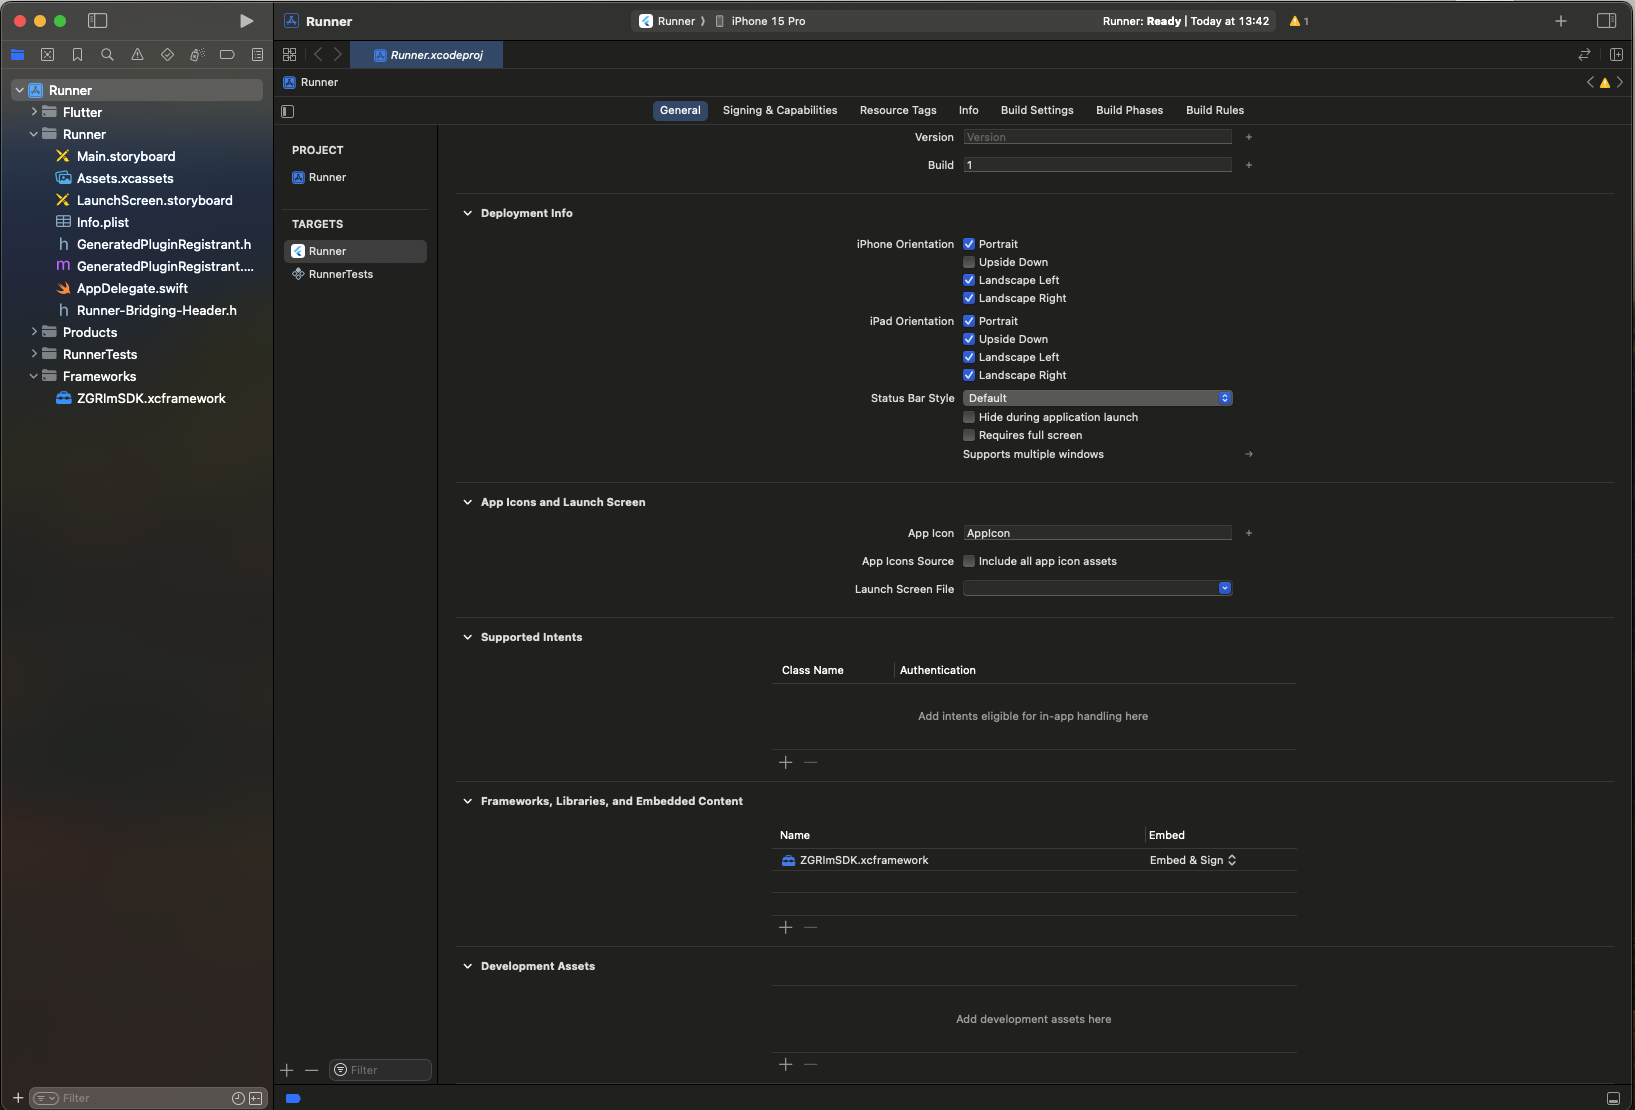 Runner
Runner
iPhone 15 Pro
Runner: Ready | Today at 13:42
1
Runner.xcodeproj
Runner
Runner
Flutter
Runner
Main.storyboard
Assets.xcassets
LaunchScreen.storyboard
Info.plist
GeneratedPluginRegistrant.h
GeneratedPluginRegistrant....
AppDelegate.swift
Runner-Bridging-Header.h
Products
RunnerTests
Frameworks
ZGRImSDK.xcframework
Filter
General Signing & Capabilities Resource Tags Info Build Settings Build Phases Build Rules
PROJECT
Runner
TARGETS
Runner
RunnerTests
Filter
Version Version
Build 1
Deployment Info
iPhone Orientation Portrait
Upside Down
Landscape Left
Landscape Right
iPad Orientation Portrait
Upside Down
Landscape Left
Landscape Right
Status Bar Style Default
Hide during application launch
Requires full screen
Supports multiple windows
App Icons and Launch Screen
App Icon AppIcon
App Icons Source Include all app icon assets
Launch Screen File
Supported Intents
Class Name Authentication
Add intents eligible for in-app handling here
Frameworks, Libraries, and Embedded Content
Name Embed
ZGRImSDK.xcframework Embed & Sign
Development Assets
Add development assets here